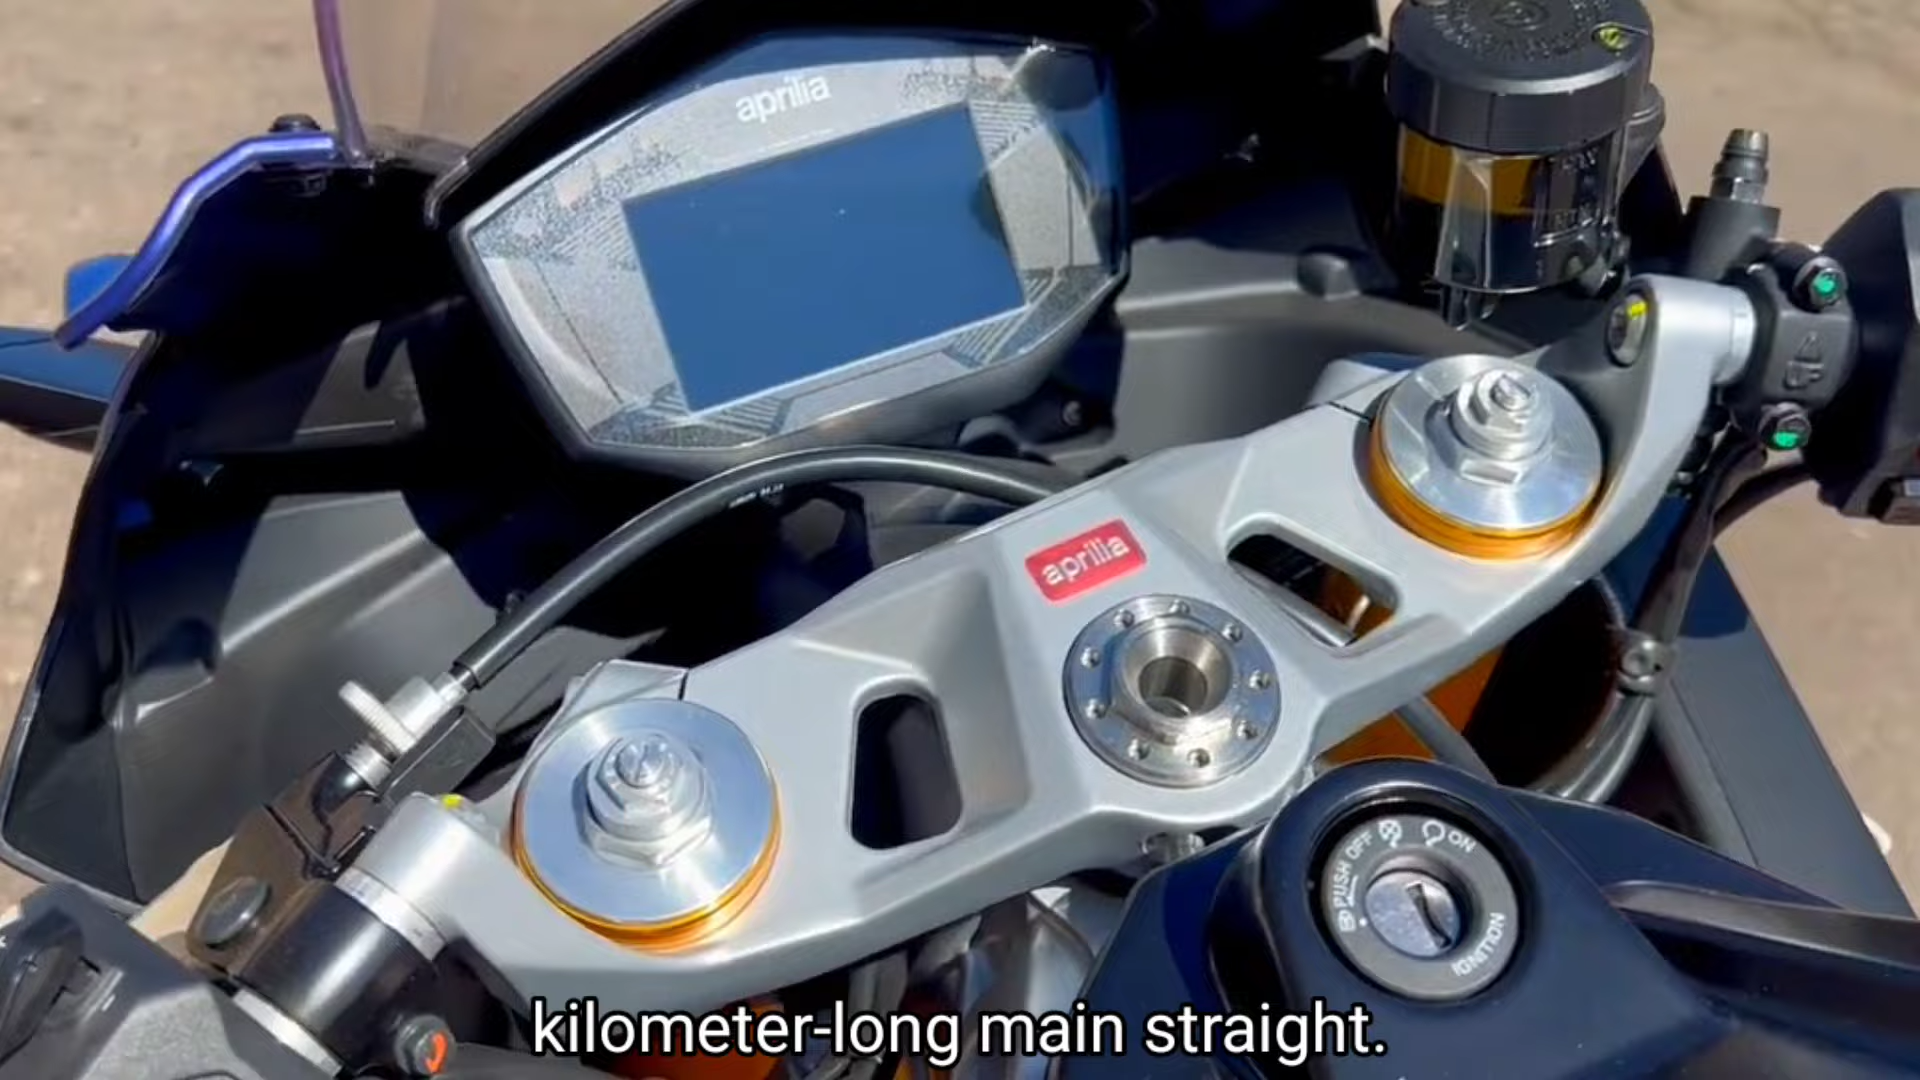 aprilia
aprilia
ON
OFF
PUSH
IGNITION
kilometer-long main straight.